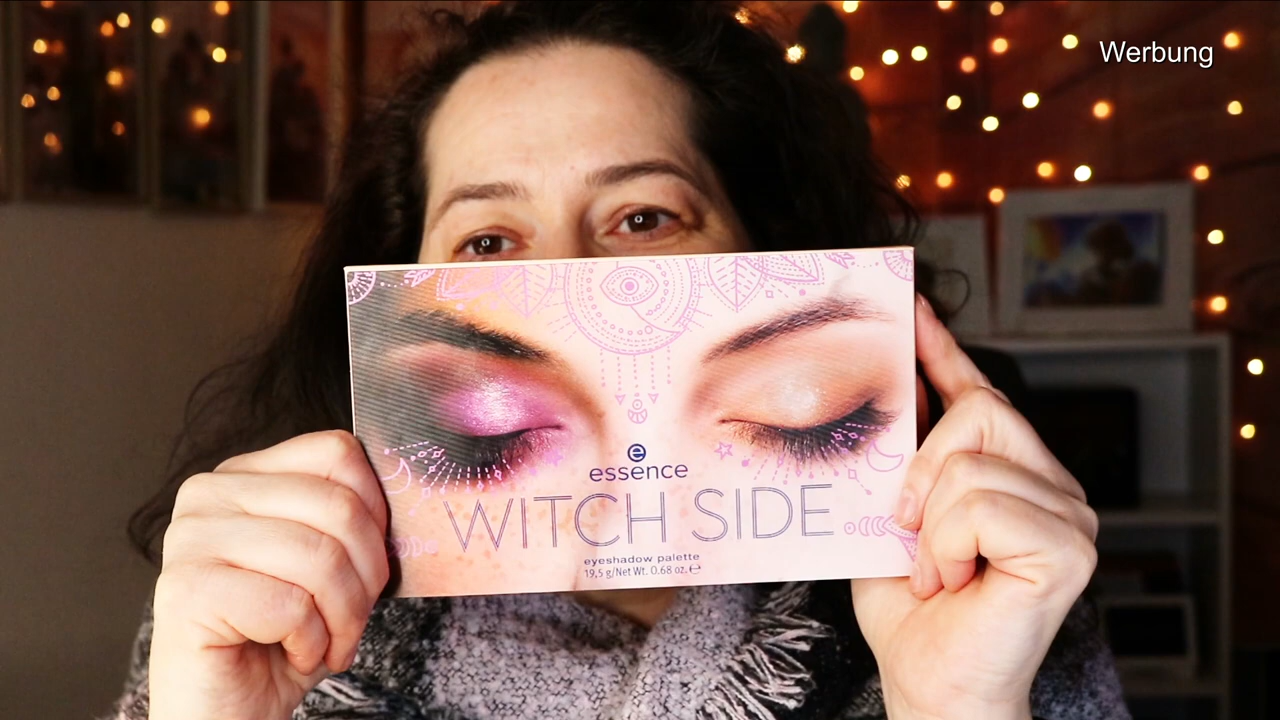 Werbung
e
essence
WITCH SIDE
eyeshadow palette
19,5 g/Net Wt. 0.68 oz. ℮